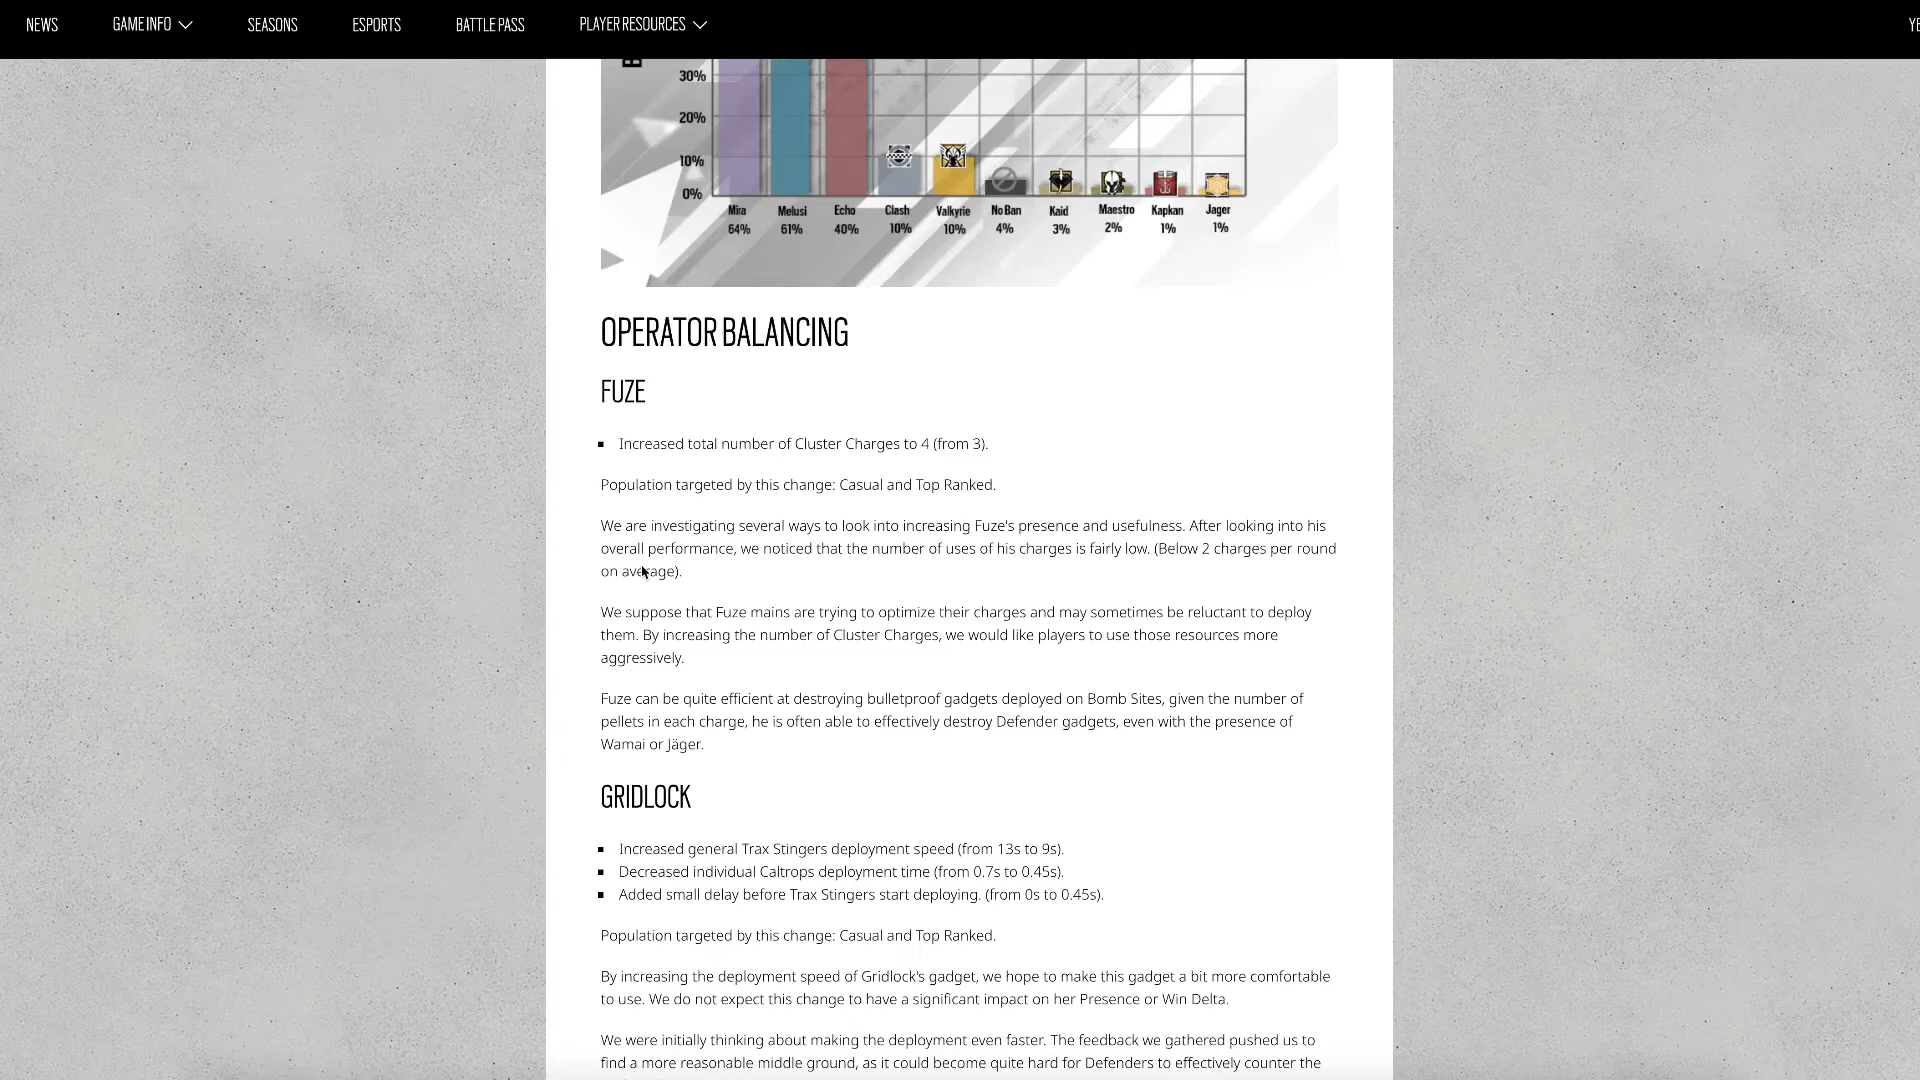 NEWS GAME INFO SEASONS ESPORTS BATTLE PASS PLAYER RESOURCES
30%
20%
10%
0%
Mira Melusi Echo Clash Valkyrie No Ban Kaid Maestro Kapkan Jager
64% 61% 40% 10% 10% 4% 3% 2% 1% 1%
OPERATOR BALANCING
FUZE
Increased total number of Cluster Charges to 4 (from 3).
Population targeted by this change: Casual and Top Ranked.
We are investigating several ways to look into increasing Fuze's presence and usefulness. After looking into his
overall performance, we noticed that the number of uses of his charges is fairly low. (Below 2 charges per round
on average).
We suppose that Fuze mains are trying to optimize their charges and may sometimes be reluctant to deploy
them. By increasing the number of Cluster Charges, we would like players to use those resources more
aggressively.
Fuze can be quite efficient at destroying bulletproof gadgets deployed on Bomb Sites, given the number of
pellets in each charge, he is often able to effectively destroy Defender gadgets, even with the presence of
Wamai or Jäger.
GRIDLOCK
Increased general Trax Stingers deployment speed (from 13s to 9s).
Decreased individual Caltrops deployment time (from 0.7s to 0.45s).
Added small delay before Trax Stingers start deploying. (from 0s to 0.45s).
Population targeted by this change: Casual and Top Ranked.
By increasing the deployment speed of Gridlock's gadget, we hope to make this gadget a bit more comfortable
to use. We do not expect this change to have a significant impact on her Presence or Win Delta.
We were initially thinking about making the deployment even faster. The feedback we gathered pushed us to
find a more reasonable middle ground, as it could become quite hard for Defenders to effectively counter the